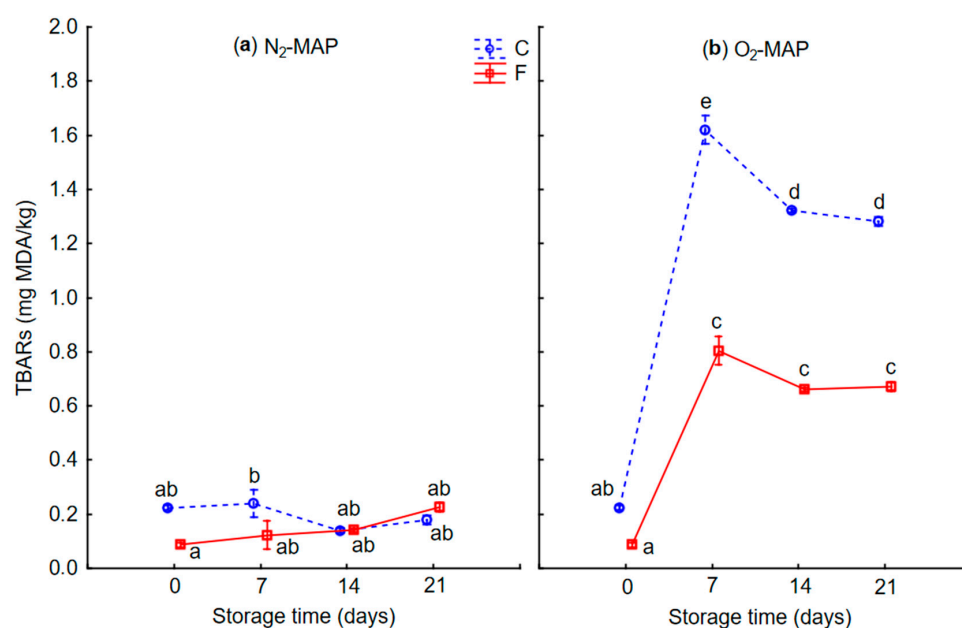 (a) N₂-MAP
C
F
(b) O₂-MAP
TBARs (mg MDA/kg)
2.0
1.8
1.6
1.4
1.2
1.0
0.8
0.6
0.4
0.2
0.0
ab
b
ab
ab
a
ab
ab
ab
e
d
d
c
c
c
ab
a
0 7 14 21
0 7 14 21
Storage time (days)
Storage time (days)